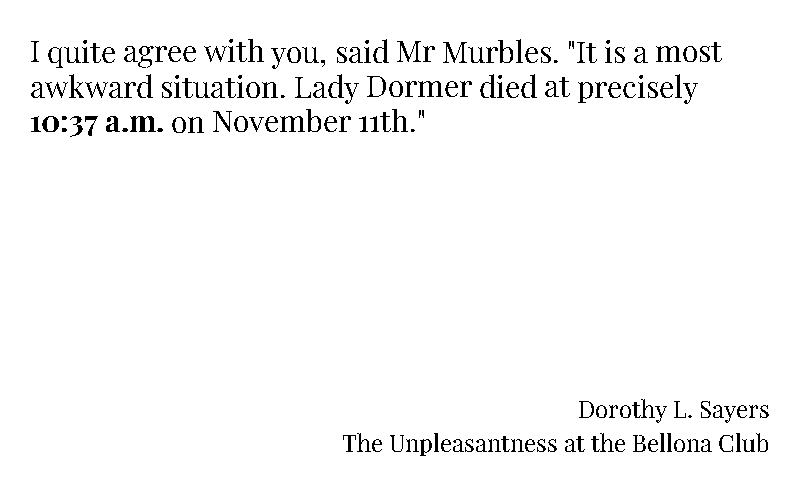 I quite agree with you, said Mr Murbles. "It is a most
awkward situation. Lady Dormer died at precisely
10:37 a.m. on November 11th."
Dorothy L. Sayers
The Unpleasantness at the Bellona Club